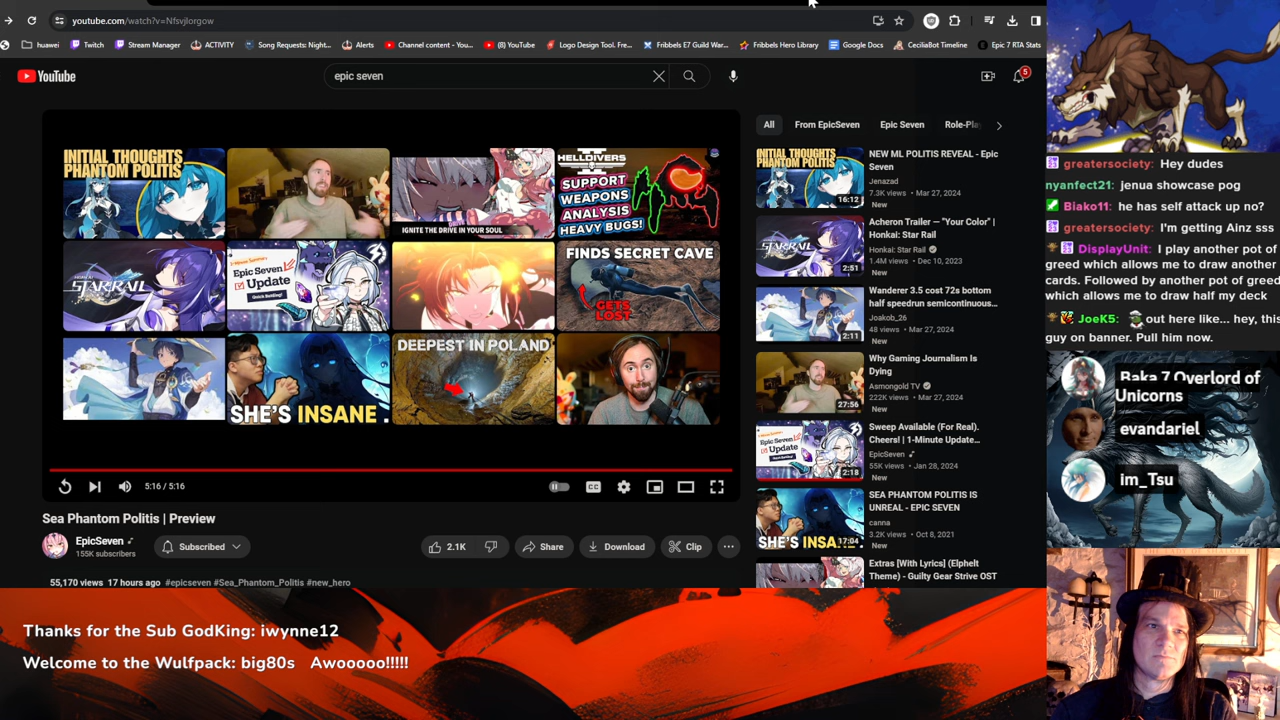 youtube.com/watch?v=Nfsvjlorgow
huawei
Twitch
Stream Manager
ACTIVITY
Song Requests: Night...
Alerts
Channel content - You...
(8) YouTube
Logo Design Tool. Fre...
Fribbels E7 Guild War...
Fribbels Hero Library
Google Docs
CeciliaBot Timeline
Epic 7 RTA Stats
YouTube
epic seven
5
INITIAL THOUGHTS
PHANTOM POLITIS
IGNITE THE DRIVE IN YOUR SOUL
HELLDIVERS
SUPPORT
WEAPONS
ANALYSIS
HEAVY BUGS!
STAR RAIL
Epic Seven
Update
FINDS SECRET CAVE
GETS
LOST
SHE'S INSANE.
DEEPEST IN POLAND
5:16 / 5:16
CC
Sea Phantom Politis | Preview
EpicSeven
155K subscribers
Subscribed
2.1K
Share
Download
Clip
55,170 views 17 hours ago #epicseven #Sea_Phantom_Politis #new_hero
All
From EpicSeven
Epic Seven
Role-Pla
INITIAL THOUGHTS
PHANTOM POLITIS
16:12
NEW ML POLITIS REVEAL - Epic
Seven
Jenazad
7.3K views • Mar 27, 2024
New
STAR RAIL
2:51
Acheron Trailer — "Your Color" |
Honkai: Star Rail
Honkai: Star Rail
1.4M views • Dec 10, 2023
New
2:11
Wanderer 3.5 cost 72s bottom
half speedrun semicontinuous...
Joakob_26
48 views • Mar 27, 2024
New
27:56
Why Gaming Journalism Is
Dying
Asmongold TV
222K views • Mar 27, 2024
New
Epic Seven
Update
2:18
Sweep Available (For Real).
Cheers! | 1-Minute Update...
EpicSeven
55K views • Jan 28, 2024
New
SHE'S INSANE
17:04
SEA PHANTOM POLITIS IS
UNREAL - EPIC SEVEN
canna
3.2K views • Oct 8, 2021
New
Extras [With Lyrics] (Elphelt
Theme) - Guilty Gear Strive OST
greatersociety: Hey dudes
nyanfect21: jenua showcase pog
Blako11: he has self attack up no?
greatersociety: I'm getting Ainz sss
DisplayUnit: I play another pot of
greed which allows me to draw another
cards. Followed by another pot of greed
which allows me to draw half my deck
JoeK5: out here like... hey, this
guy on banner. Pull him now.
Baka 7 Overlord of
Unicorns
evandariel
im_Tsu
Thanks for the Sub GodKing: iwynne12
Welcome to the Wulfpack: big80s Awooooo!!!!!